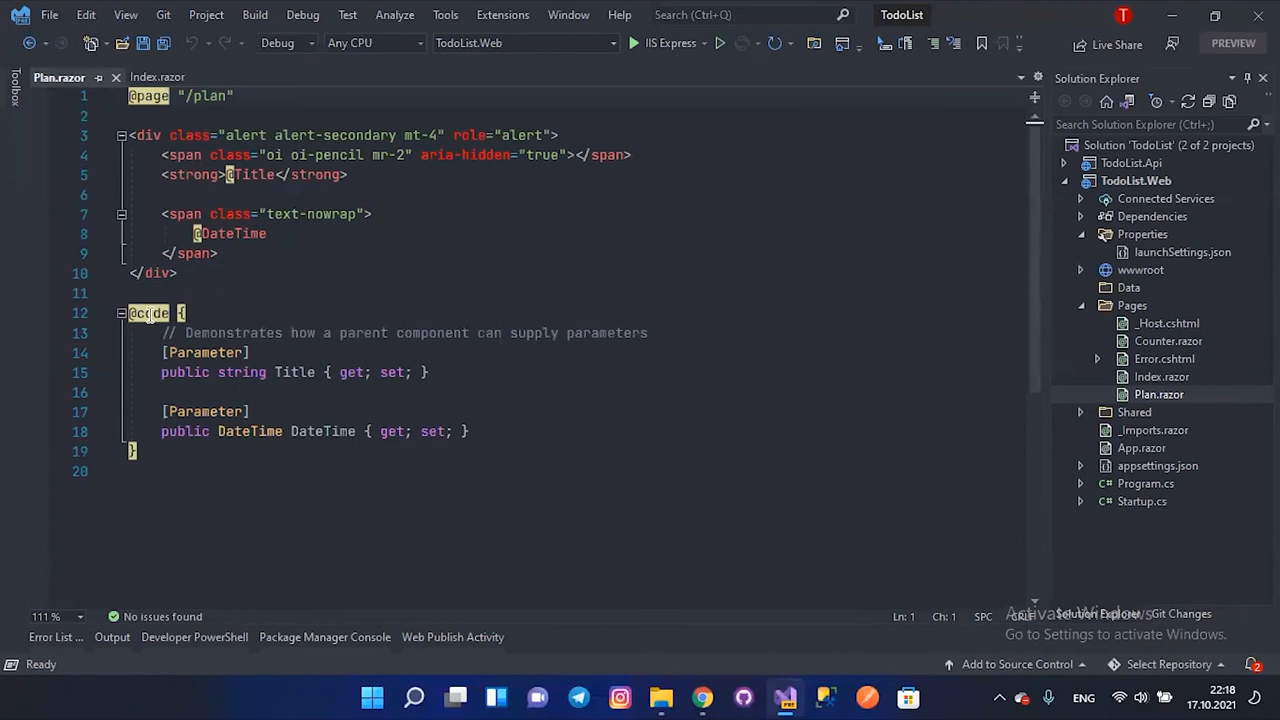 File Edit View Git Project Build Debug Test Analyze Tools Extensions Window Help Search (Ctrl+Q) TodoList T
Debug Any CPU TodoList.Web IIS Express Live Share PREVIEW
Toolbox
Plan.razor Index.razor
1 @page "/plan"
2
3 <div class="alert alert-secondary mt-4" role="alert">
4 <span class="oi oi-pencil mr-2" aria-hidden="true"></span>
5 <strong>@Title</strong>
6
7 <span class="text-nowrap">
8 @DateTime
9 </span>
10 </div>
11
12 @code {
13 // Demonstrates how a parent component can supply parameters
14 [Parameter]
15 public string Title { get; set; }
16
17 [Parameter]
18 public DateTime DateTime { get; set; }
19 }
20
Solution Explorer
Search Solution Explorer (Ctrl+;)
Solution 'TodoList' (2 of 2 projects)
TodoList.Api
TodoList.Web
Connected Services
Dependencies
Properties
launchSettings.json
wwwroot
Data
Pages
_Host.cshtml
Counter.razor
Error.cshtml
Index.razor
Plan.razor
Shared
_Imports.razor
App.razor
appsettings.json
C# Program.cs
C# Startup.cs
111 % No issues found Ln: 1 Ch: 1 SPC CRLF
Solution Explorer Git Changes
Activate Windows
Go to Settings to activate Windows.
Error List ... Output Developer PowerShell Package Manager Console Web Publish Activity
Ready Add to Source Control Select Repository 2
PRE ENG 22:18
17.10.2021